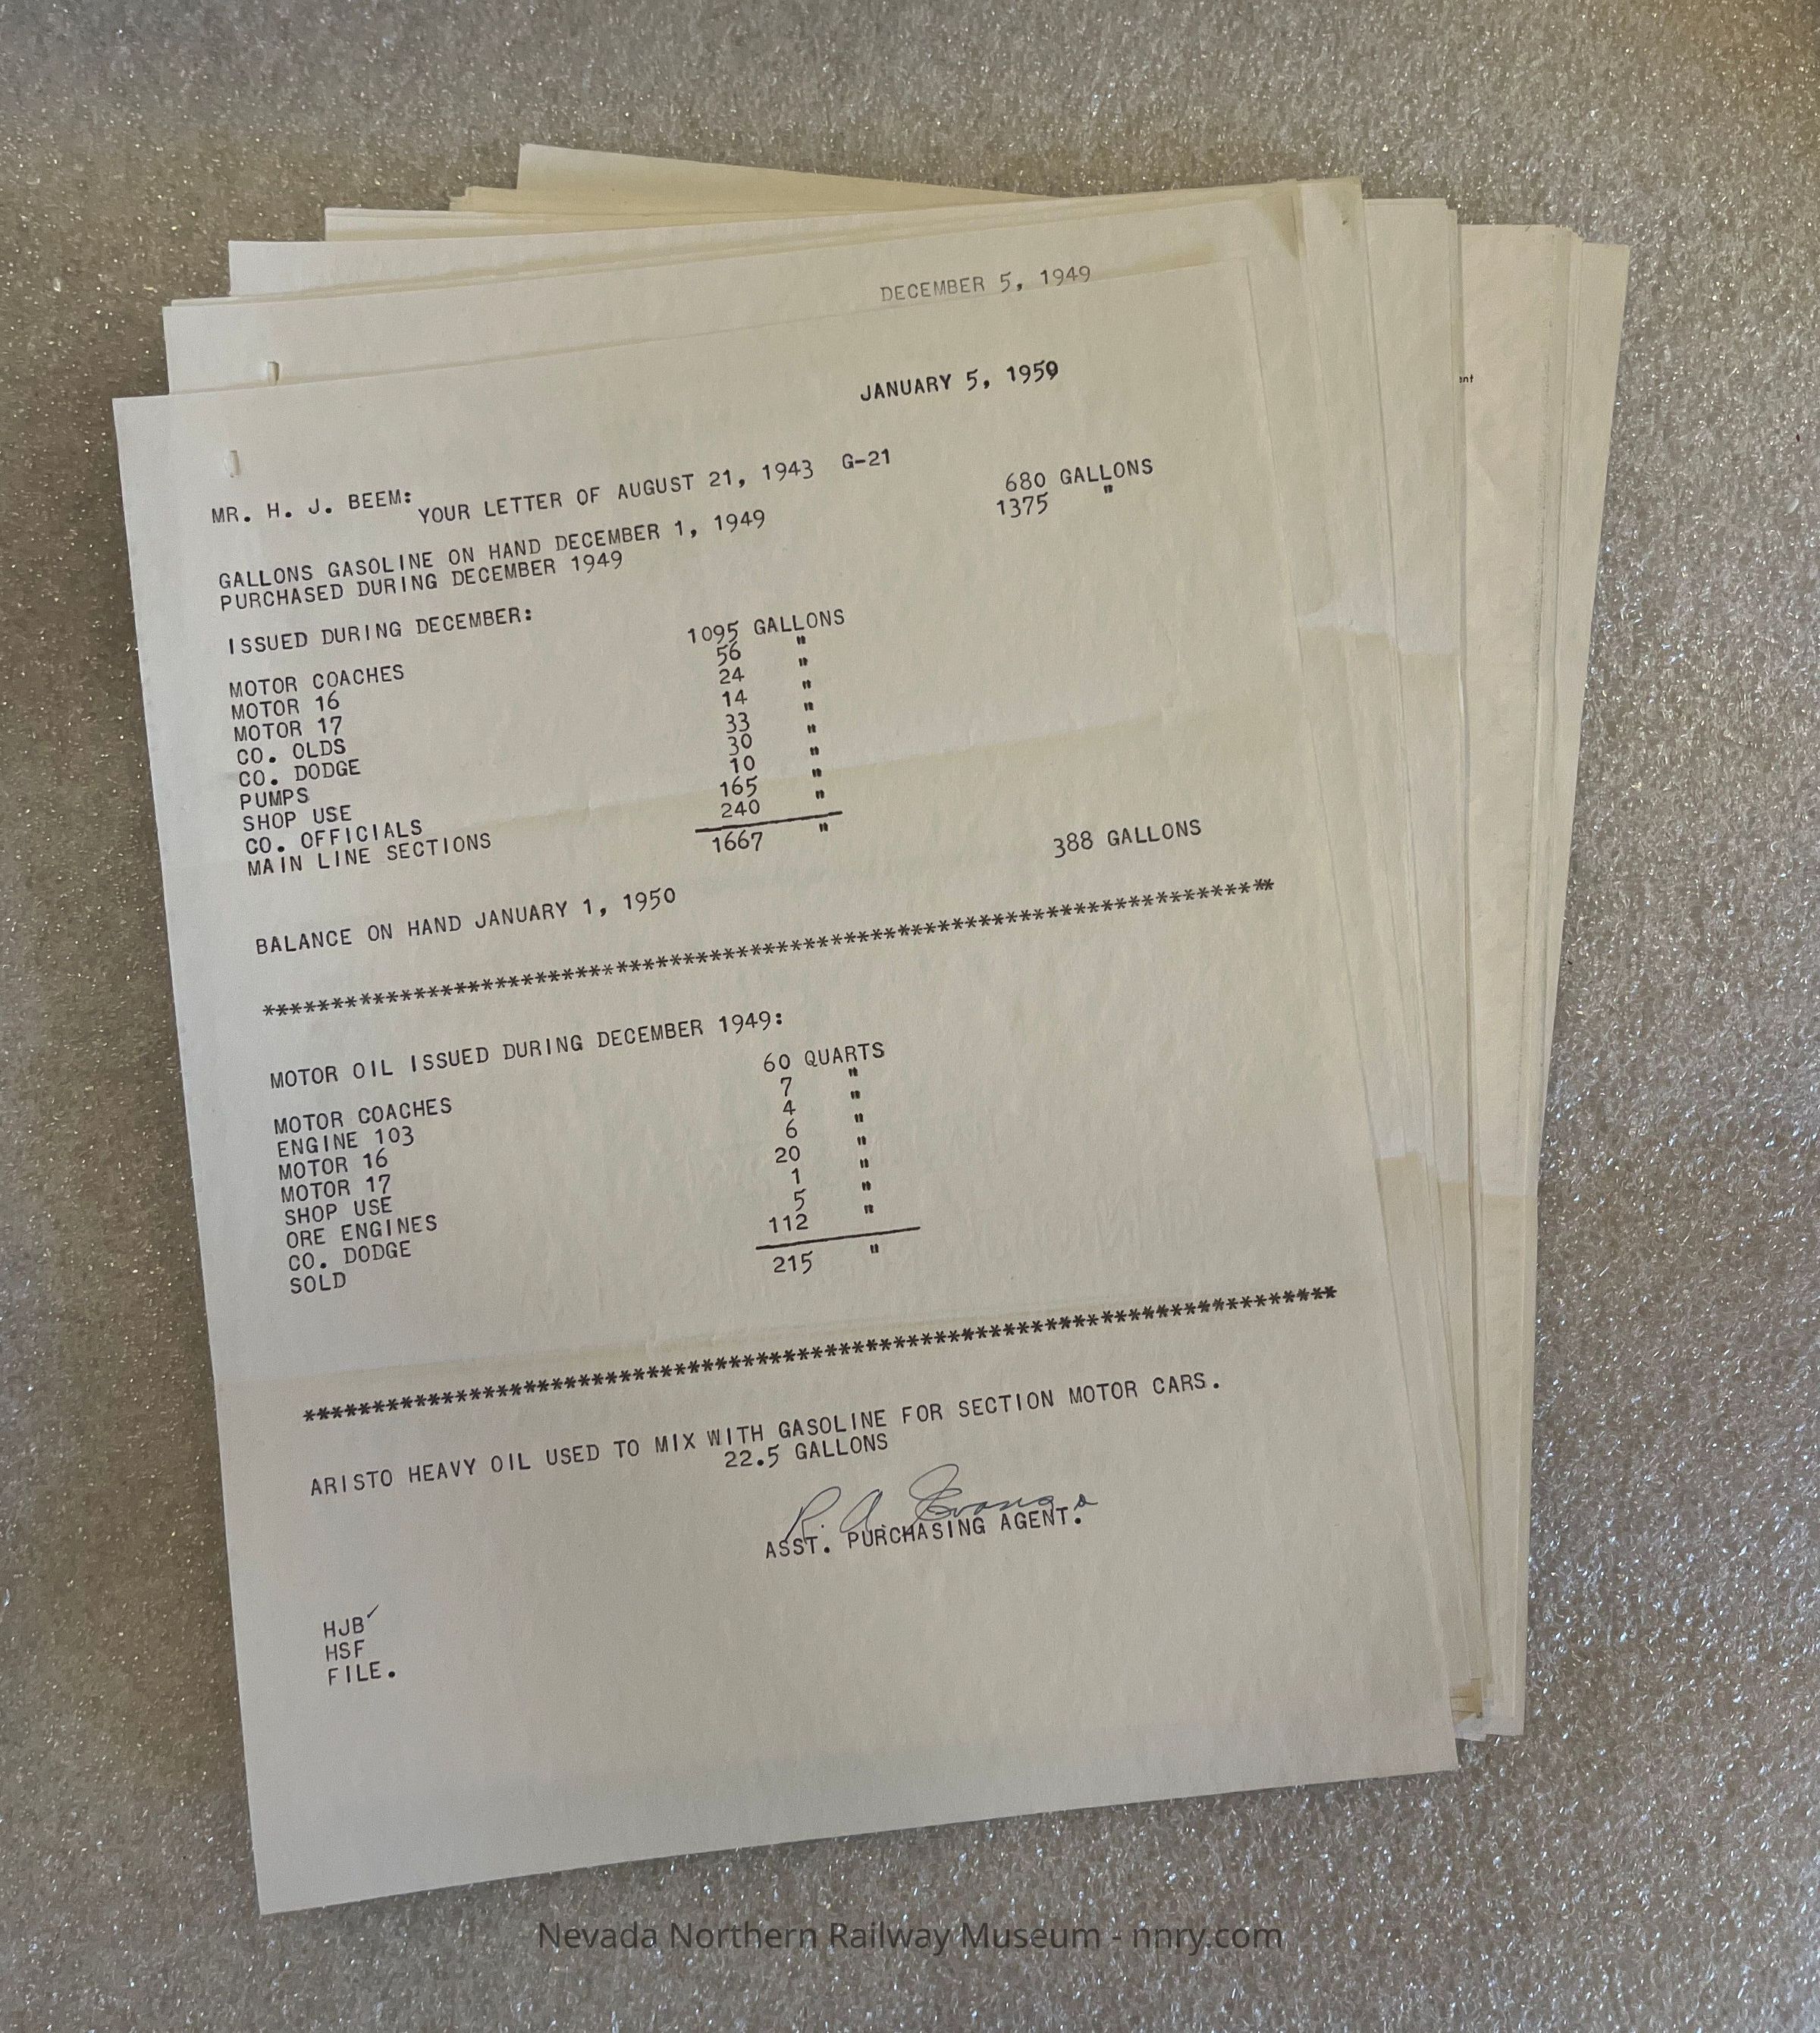 DECEMBER 5, 1949
JANUARY 5, 1950
MR. H. J. BEEM:
YOUR LETTER OF AUGUST 21, 1943 G-21
GALLONS GASOLINE ON HAND DECEMBER 1, 1949 680 GALLONS
PURCHASED DURING DECEMBER 1949 1375 "
ISSUED DURING DECEMBER:
MOTOR COACHES 1095 GALLONS
MOTOR 16 56 "
MOTOR 17 24 "
CO. OLDS 14 "
CO. DODGE 33 "
PUMPS 30 "
SHOP USE 10 "
CO. OFFICIALS 165 "
MAIN LINE SECTIONS 240 "
1667 "
BALANCE ON HAND JANUARY 1, 1950 388 GALLONS
**************************************************************************
MOTOR OIL ISSUED DURING DECEMBER 1949:
MOTOR COACHES 60 QUARTS
ENGINE 103 7 "
MOTOR 16 4 "
MOTOR 17 6 "
SHOP USE 20 "
ORE ENGINES 1 "
CO. DODGE 5 "
SOLD 112 "
215 "
**************************************************************************
ARISTO HEAVY OIL USED TO MIX WITH GASOLINE FOR SECTION MOTOR CARS.
22.5 GALLONS
R. A. Evans
ASST. PURCHASING AGENT.
HJB ✓
HSF
FILE.
Nevada Northern Railway Museum - nnry.com